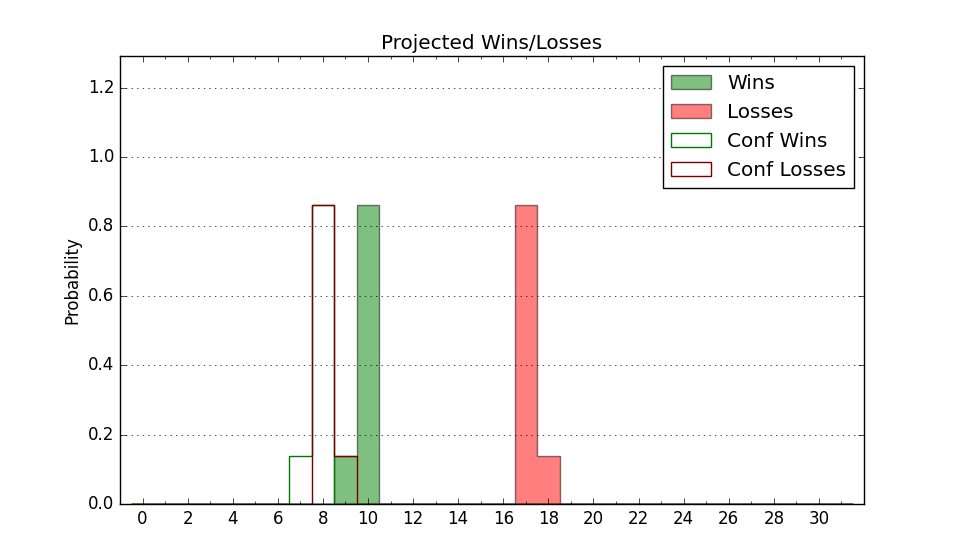 Projected Wins/Losses
Wins
Losses
Conf Wins
Conf Losses
Probability
1.2
1.0
0.8
0.6
0.4
0.2
0.0
0 2 4 6 8 10 12 14 16 18 20 22 24 26 28 30